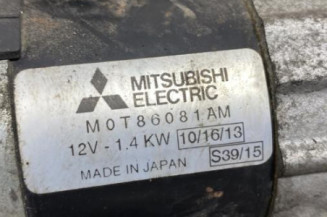 MITSUBISHI
ELECTRIC
M0T86081AM
12V - 1.4 KW 10/16/13
MADE IN JAPAN S39/15